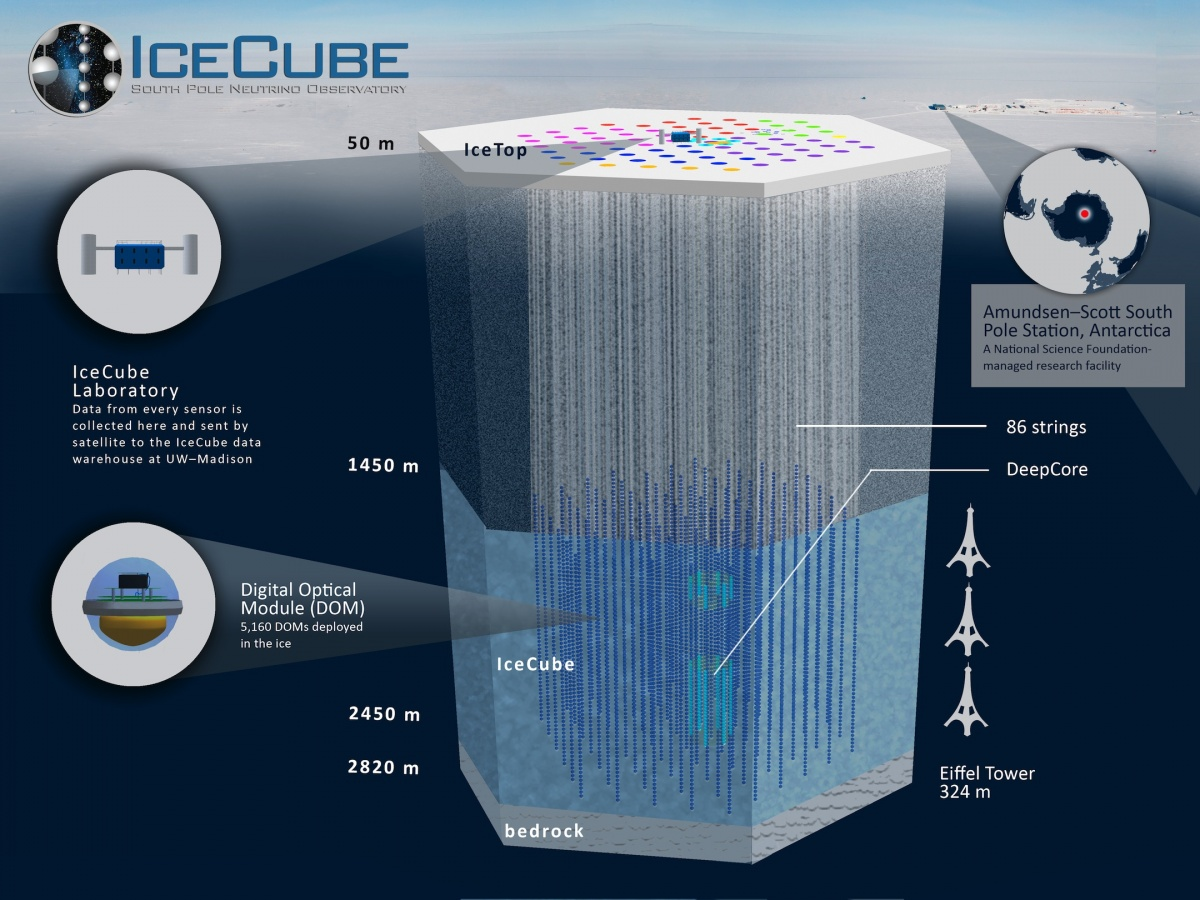 IceCube
South Pole Neutrino Observatory
50 m
IceTop
Amundsen–Scott South
Pole Station, Antarctica
A National Science Foundation-
managed research facility
IceCube
Laboratory
Data from every sensor is
collected here and sent by
satellite to the IceCube data
warehouse at UW–Madison
86 strings
1450 m
DeepCore
Digital Optical
Module (DOM)
5,160 DOMs deployed
in the ice
IceCube
2450 m
2820 m
Eiffel Tower
324 m
bedrock